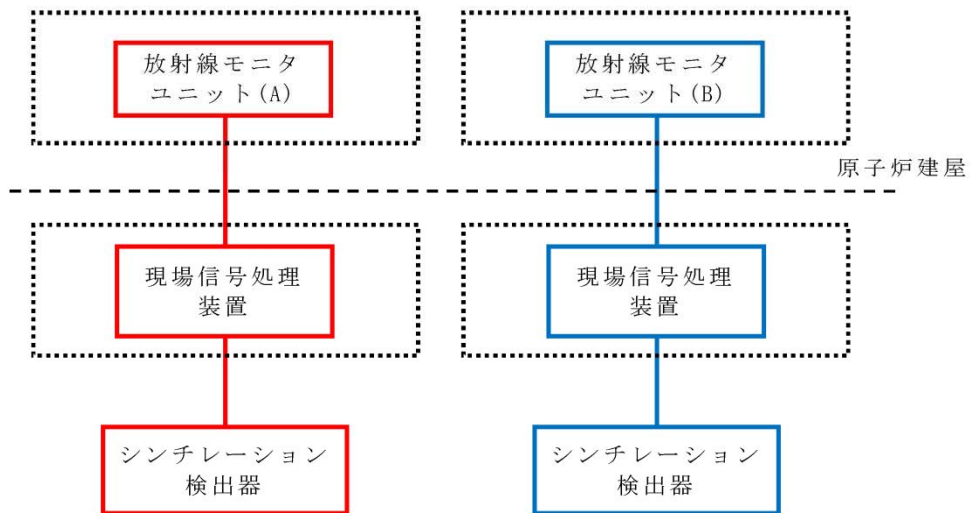 放射線モニタ
ユニット(A)
放射線モニタ
ユニット(B)
原子炉建屋
現場信号処理
装置
現場信号処理
装置
シンチレーション
検出器
シンチレーション
検出器